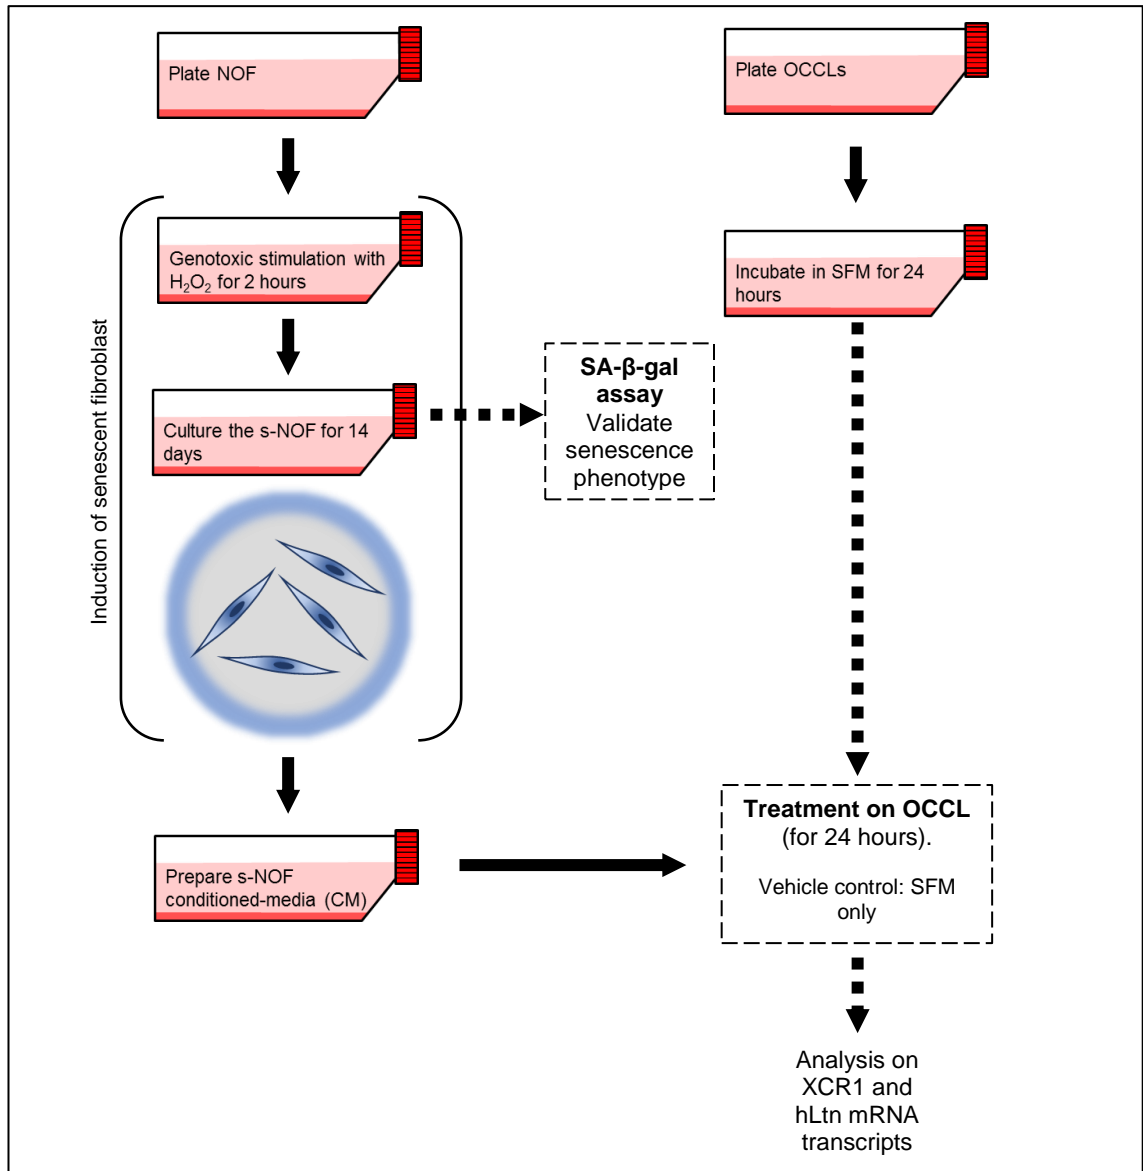 Plate NOF
Genotoxic stimulation with
H₂O₂ for 2 hours
Culture the s-NOF for 14
days
Induction of senescent fibroblast
SA-β-gal
assay
Validate
senescence
phenotype
Prepare s-NOF
conditioned-media (CM)
Plate OCCLs
Incubate in SFM for 24
hours
Treatment on OCCL
(for 24 hours).
Vehicle control: SFM
only
Analysis on
XCR1 and
hLtn mRNA
transcripts